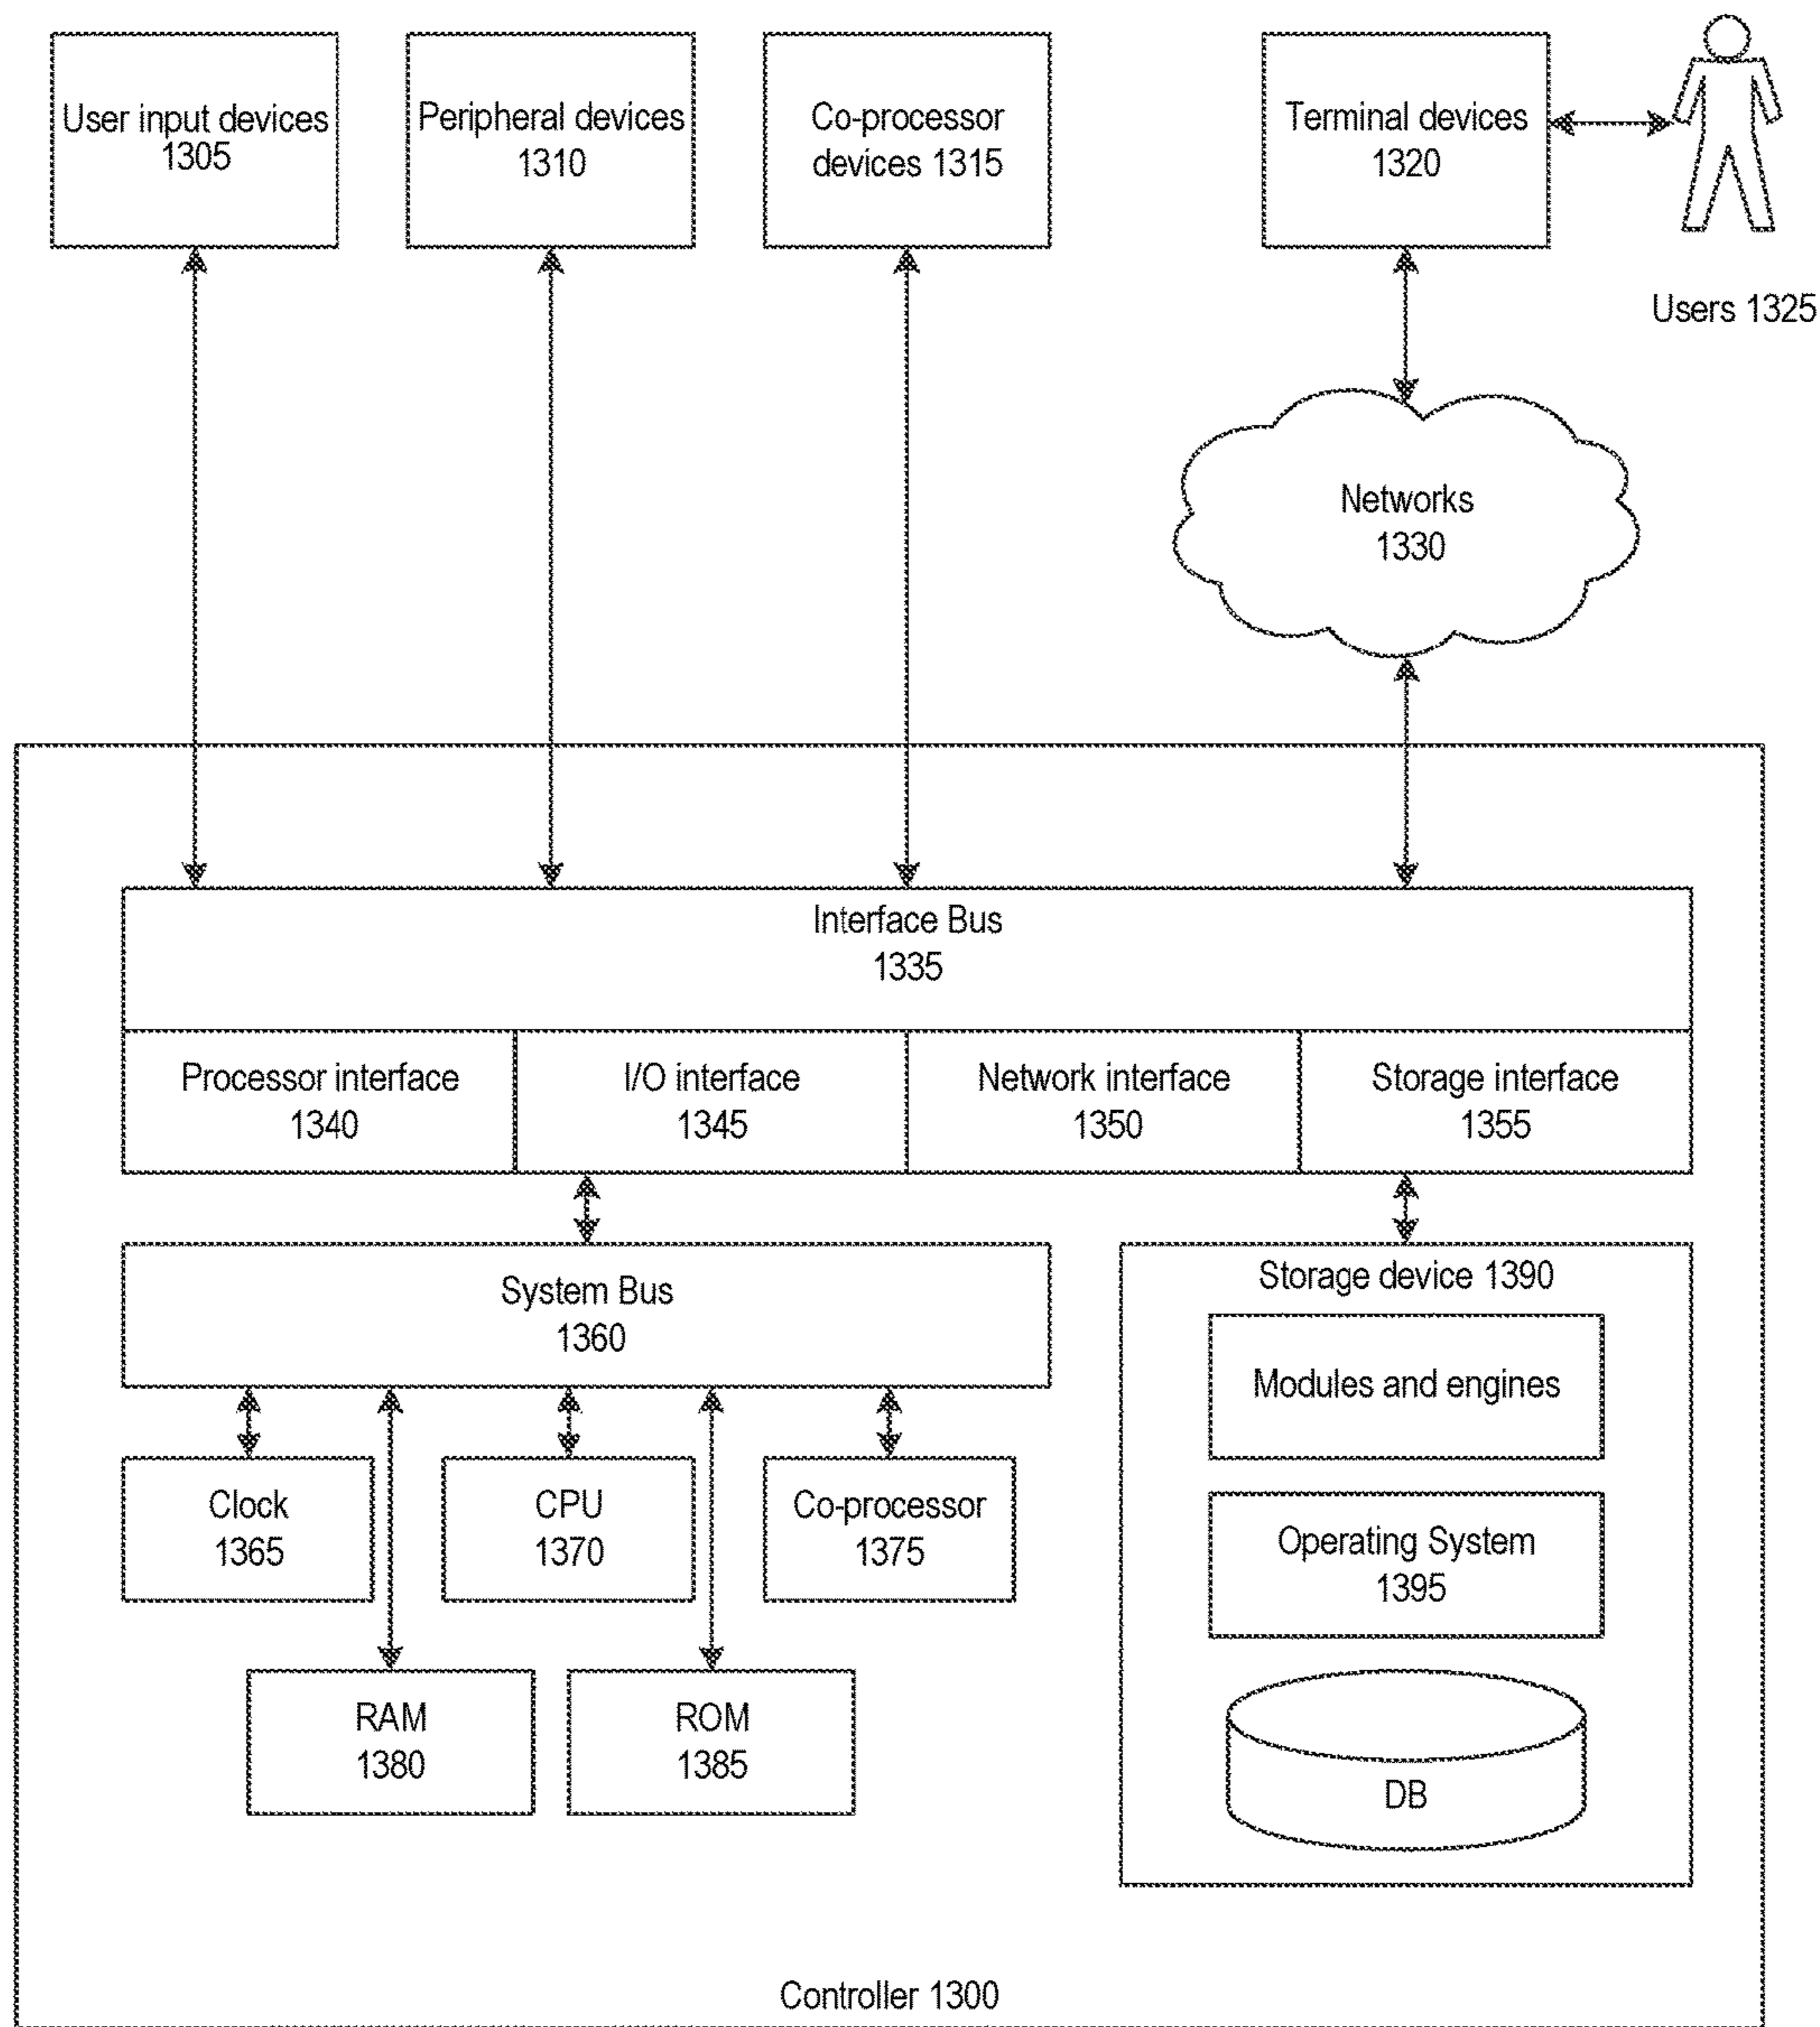 User input devices
1305
Peripheral devices
1310
Co-processor
devices 1315
Terminal devices
1320
Users 1325
Networks
1330
Interface Bus
1335
Processor interface
1340
I/O interface
1345
Network interface
1350
Storage interface
1355
System Bus
1360
Storage device 1390
Modules and engines
Clock
1365
CPU
1370
Co-processor
1375
Operating System
1395
RAM
1380
ROM
1385
DB
Controller 1300